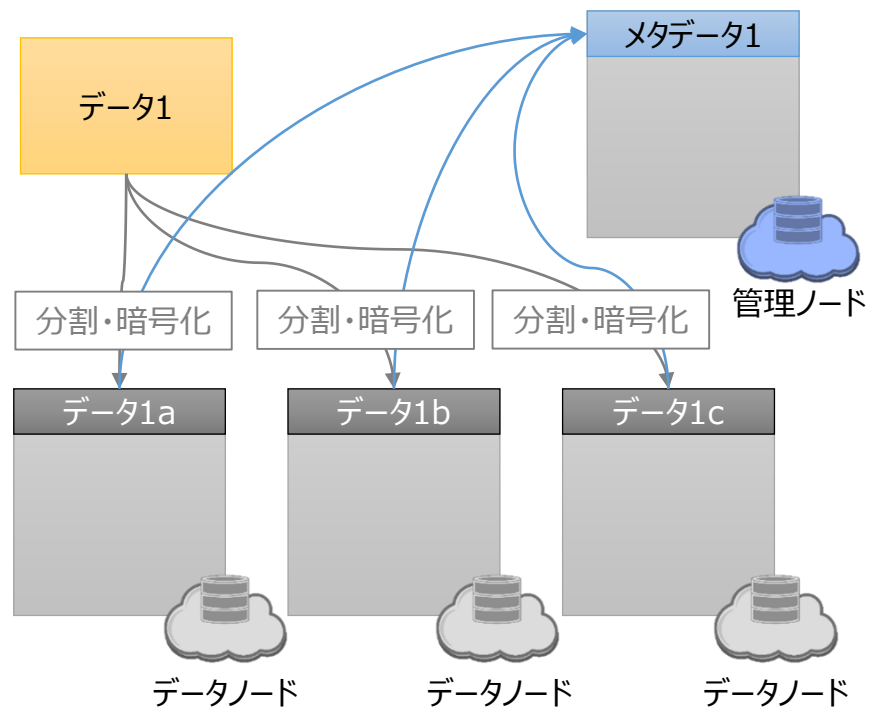 メタデータ1
データ1
管理ノード
分割・暗号化
分割・暗号化
分割・暗号化
データ1a
データ1b
データ1c
データノード
データノード
データノード